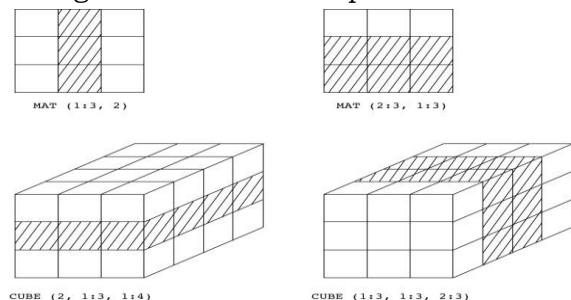 MAT (1:3, 2)
MAT (2:3, 1:3)
CUBE (2, 1:3, 1:4)
CUBE (1:3, 1:3, 2:3)